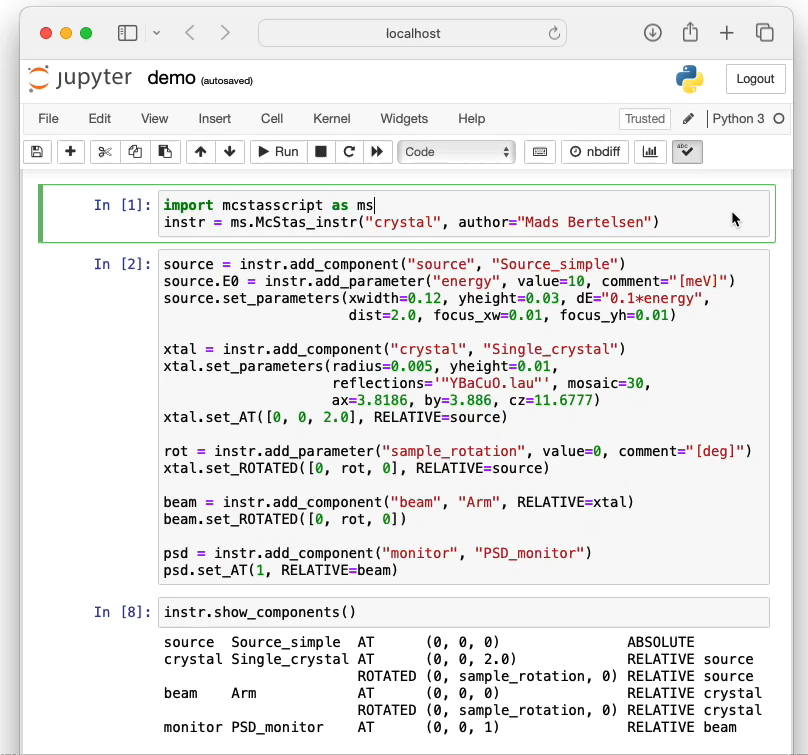 localhost
jupyter demo (autosaved)
Logout
File Edit View Insert Cell Kernel Widgets Help Trusted Python 3
Run Code nbdiff abc
In [1]: import mcstasscript as ms
instr = ms.McStas_instr("crystal", author="Mads Bertelsen")
In [2]: source = instr.add_component("source", "Source_simple")
source.E0 = instr.add_parameter("energy", value=10, comment="[meV]")
source.set_parameters(xwidth=0.12, yheight=0.03, dE="0.1*energy",
dist=2.0, focus_xw=0.01, focus_yh=0.01)
xtal = instr.add_component("crystal", "Single_crystal")
xtal.set_parameters(radius=0.005, yheight=0.01,
reflections='"YBaCuO.lau"', mosaic=30,
ax=3.8186, by=3.886, cz=11.6777)
xtal.set_AT([0, 0, 2.0], RELATIVE=source)
rot = instr.add_parameter("sample_rotation", value=0, comment="[deg]")
xtal.set_ROTATED([0, rot, 0], RELATIVE=source)
beam = instr.add_component("beam", "Arm", RELATIVE=xtal)
beam.set_ROTATED([0, rot, 0])
psd = instr.add_component("monitor", "PSD_monitor")
psd.set_AT(1, RELATIVE=beam)
In [8]: instr.show_components()
source Source_simple AT (0, 0, 0) ABSOLUTE
crystal Single_crystal AT (0, 0, 2.0) RELATIVE source
ROTATED (0, sample_rotation, 0) RELATIVE source
beam Arm AT (0, 0, 0) RELATIVE crystal
ROTATED (0, sample_rotation, 0) RELATIVE crystal
monitor PSD_monitor AT (0, 0, 1) RELATIVE beam